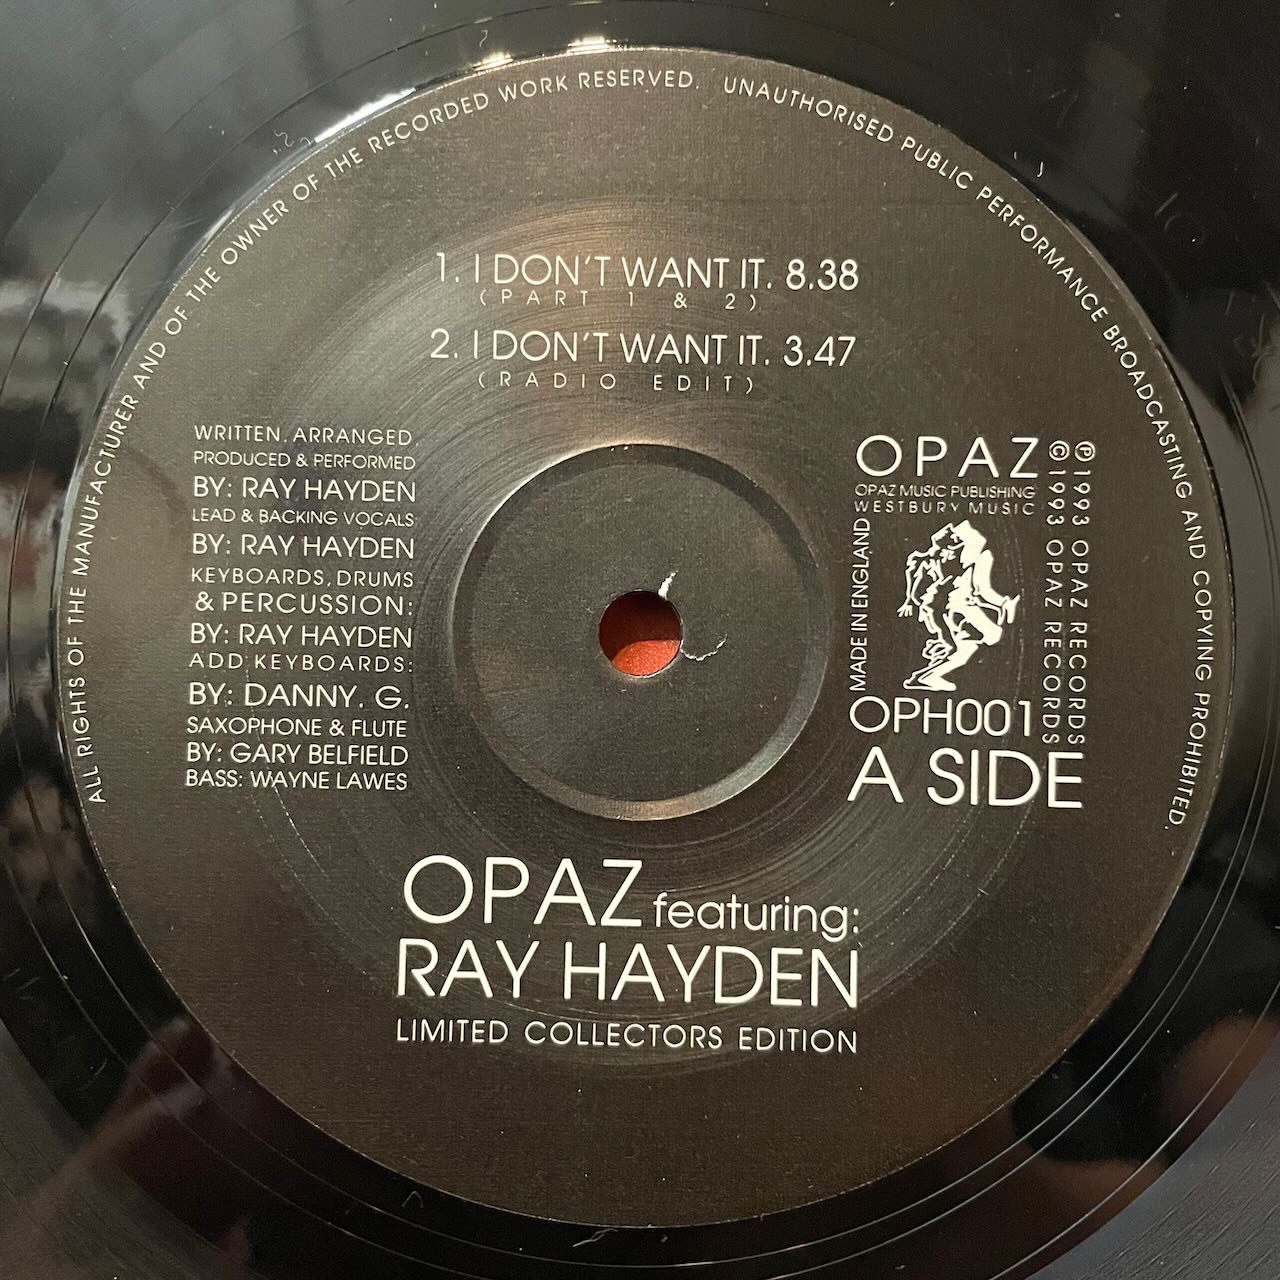 ALL RIGHTS OF THE MANUFACTURER AND OF THE OWNER OF THE RECORDED WORK RESERVED. UNAUTHORISED PUBLIC PERFORMANCE BROADCASTING AND COPYING PROHIBITED.
1. I DON'T WANT IT. 8.38
(PART 1 & 2)
2. I DON'T WANT IT. 3.47
(RADIO EDIT)
WRITTEN, ARRANGED,
PRODUCED & PERFORMED
BY: RAY HAYDEN
LEAD & BACKING VOCALS
BY: RAY HAYDEN
KEYBOARDS, DRUMS
& PERCUSSION:
BY: RAY HAYDEN
ADD KEYBOARDS:
BY: DANNY. G.
SAXOPHONE & FLUTE
BY: GARY BELFIELD
BASS: WAYNE LAWES
OPAZ
OPAZ MUSIC PUBLISHING
WESTBURY MUSIC
MADE IN ENGLAND
℗1993 OPAZ RECORDS
©1993 OPAZ RECORDS
OPH001
A SIDE
OPAZ featuring:
RAY HAYDEN
LIMITED COLLECTORS EDITION